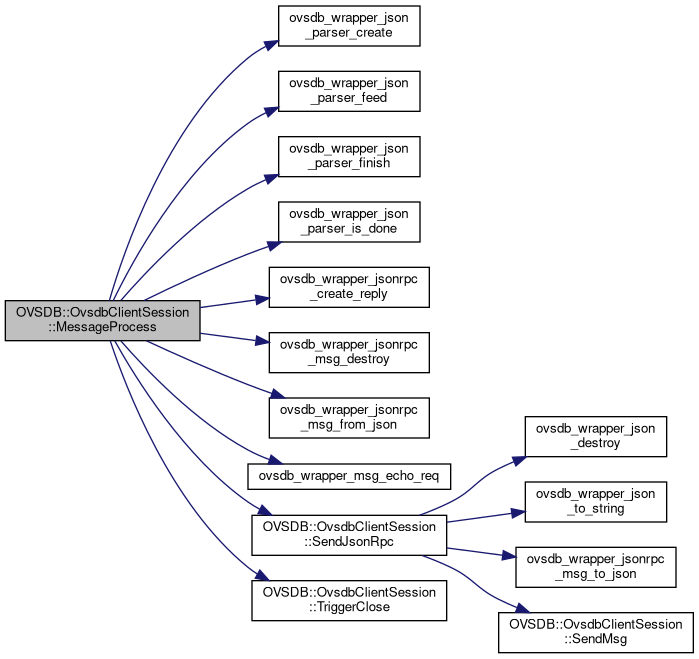 OVSDB::OvsdbClientSession
::MessageProcess
ovsdb_wrapper_json
_parser_create
ovsdb_wrapper_json
_parser_feed
ovsdb_wrapper_json
_parser_finish
ovsdb_wrapper_json
_parser_is_done
ovsdb_wrapper_jsonrpc
_create_reply
ovsdb_wrapper_jsonrpc
_msg_destroy
ovsdb_wrapper_jsonrpc
_msg_from_json
ovsdb_wrapper_msg_echo_req
OVSDB::OvsdbClientSession
::SendJsonRpc
OVSDB::OvsdbClientSession
::TriggerClose
ovsdb_wrapper_json
_destroy
ovsdb_wrapper_json
_to_string
ovsdb_wrapper_jsonrpc
_msg_to_json
OVSDB::OvsdbClientSession
::SendMsg